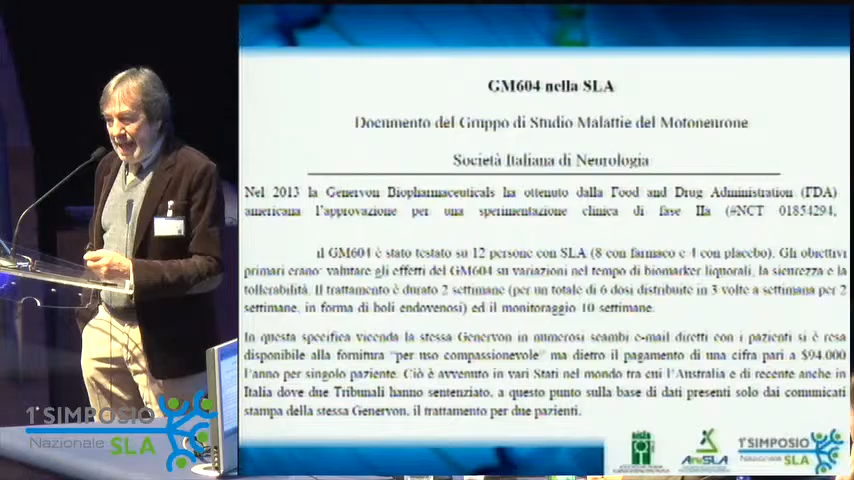 GM604 nella SLA
Documento del Gruppo di Studio Malattie del Motoneurone
Società Italiana di Neurologia
Nel 2013 la Genervon Biopharmaceuticals ha ottenuto dalla Food and Drug Administration (FDA)
americana l'approvazione per una sperimentazione clinica di fase IIa (#NCT 01854294,
il GM604 è stato testato su 12 persone con SLA (8 con farmaco e 4 con placebo). Gli obiettivi
primari erano: valutare gli effetti del GM604 su variazioni nel tempo di biomarker liquorali, la sicurezza e la
tollerabilità. Il trattamento è durato 2 settimane (per un totale di 6 dosi distribuite in 3 volte a settimana per 2
settimane, in forma di boli endovenosi) ed il monitoraggio 10 settimane.
In questa specifica vicenda la stessa Genervon in numerosi scambi e-mail diretti con i pazienti si è resa
disponibile alla fornitura "per uso compassionevole" ma dietro il pagamento di una cifra pari a $94.000
l'anno per singolo paziente. Ciò è avvenuto in vari Stati nel mondo tra cui l'Australia e di recente anche in
Italia dove due Tribunali hanno sentenziato, a questo punto sulla base di dati presenti solo dai comunicati
stampa della stessa Genervon, il trattamento per due pazienti.
1° SIMPOSIO
Nazionale SLA
aisla
AriSLA
1° SIMPOSIO
Nazionale SLA